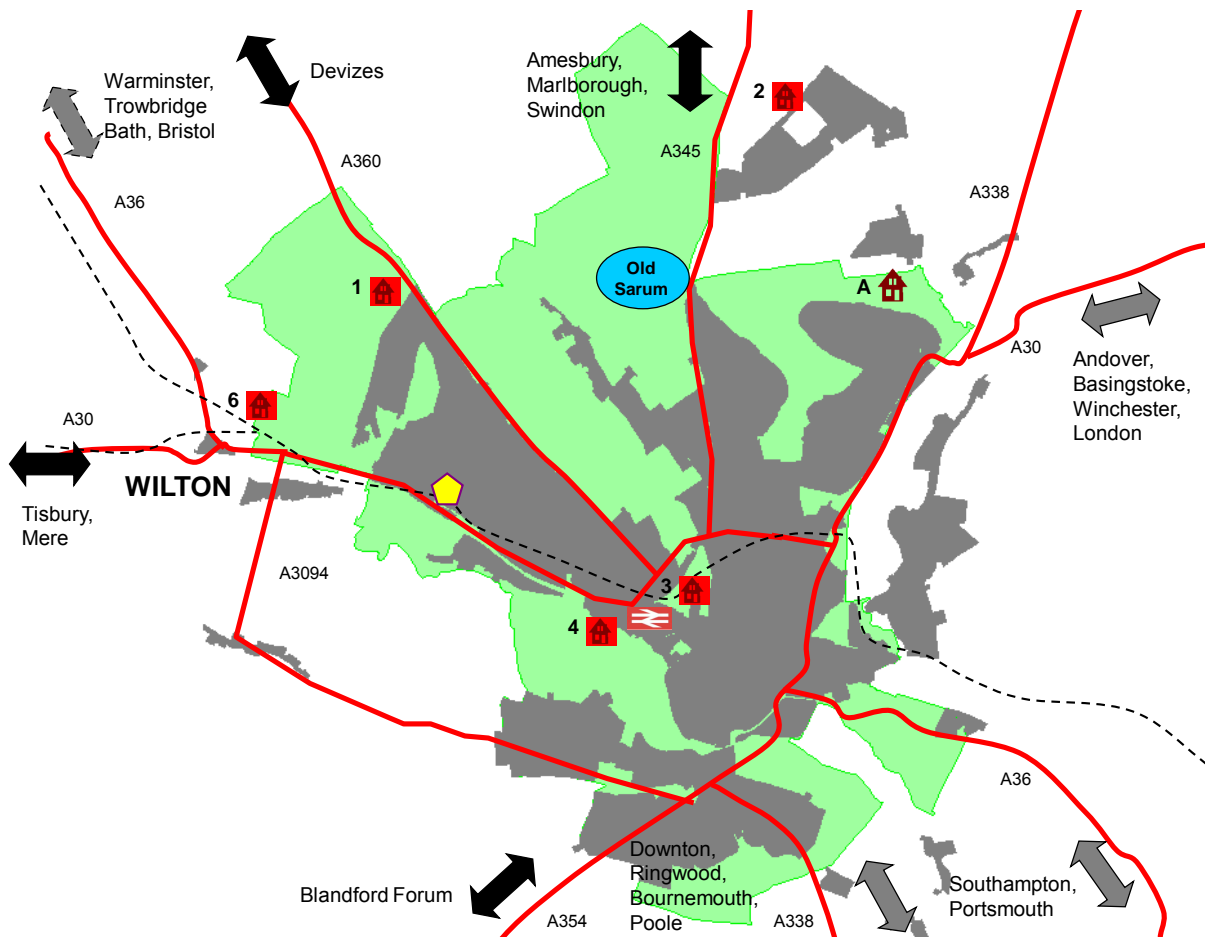 Warminster,
Trowbridge
Bath, Bristol
Devizes
Amesbury,
Marlborough,
Swindon
2
A345
A360
A36
A338
1
Old
Sarum
A
A30
Andover,
Basingstoke,
Winchester,
London
6
A30
WILTON
Tisbury,
Mere
A3094
3
4
A36
Downton,
Ringwood,
Bournemouth,
Poole
Blandford Forum
A354
A338
Southampton,
Portsmouth